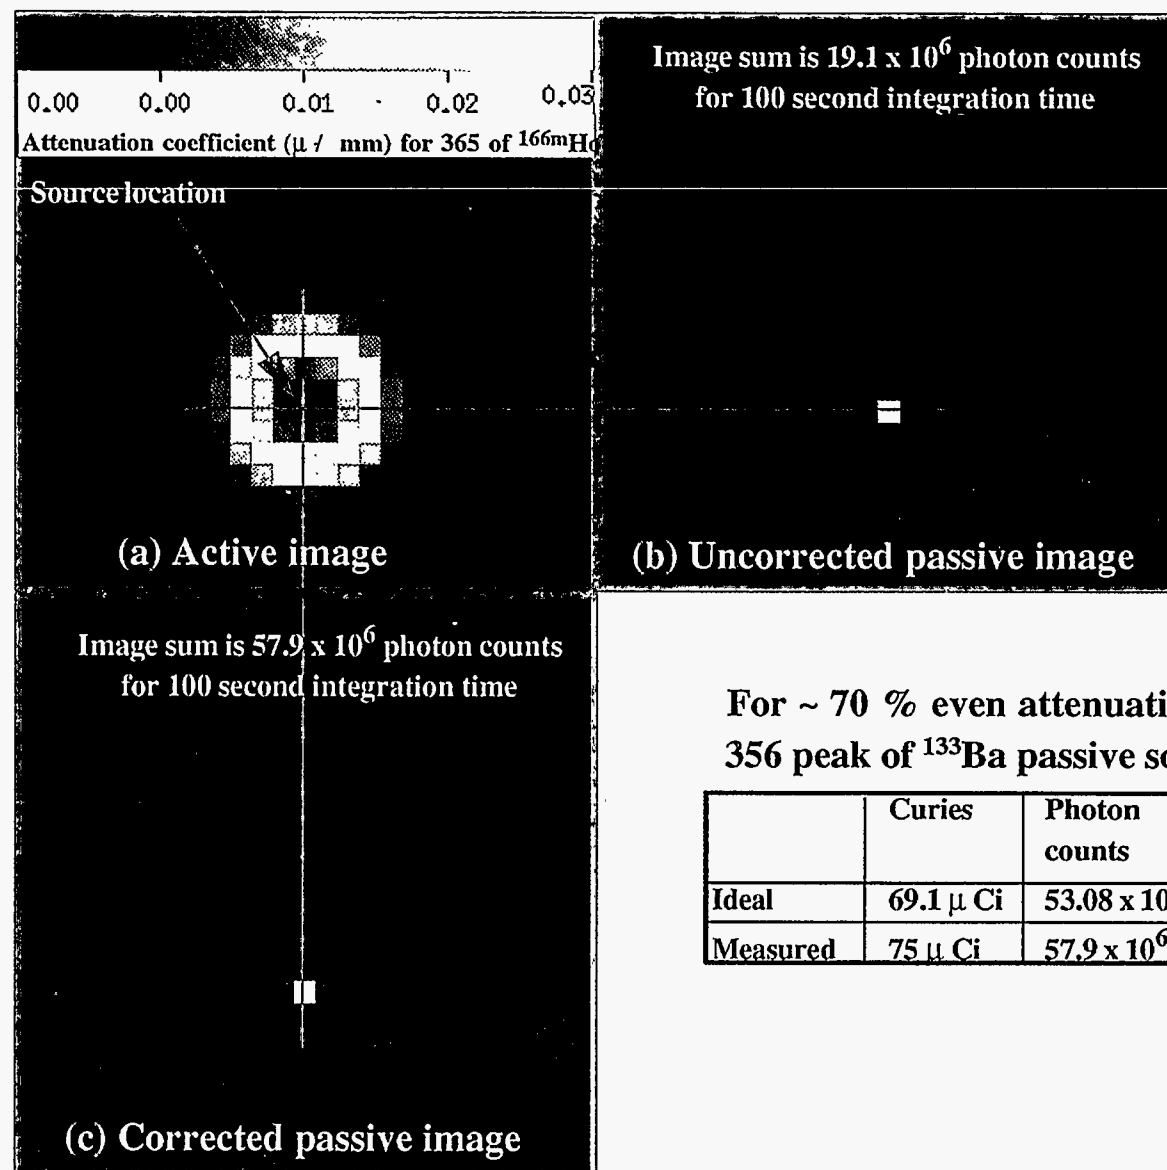 0.00 0.00 0.01 0.02 0.03
Attenuation coefficient (μ / mm) for 365 of 166mHo
Source location
(a) Active image
Image sum is 19.1 x 10^6 photon counts
for 100 second integration time
(b) Uncorrected passive image
Image sum is 57.9 x 10^6 photon counts
for 100 second integration time
(c) Corrected passive image
For ~ 70 % even attenuati
356 peak of 133Ba passive so
Curies Photon
counts
Ideal 69.1 μ Ci 53.08 x 10
Measured 75 μ Ci 57.9 x 10^6